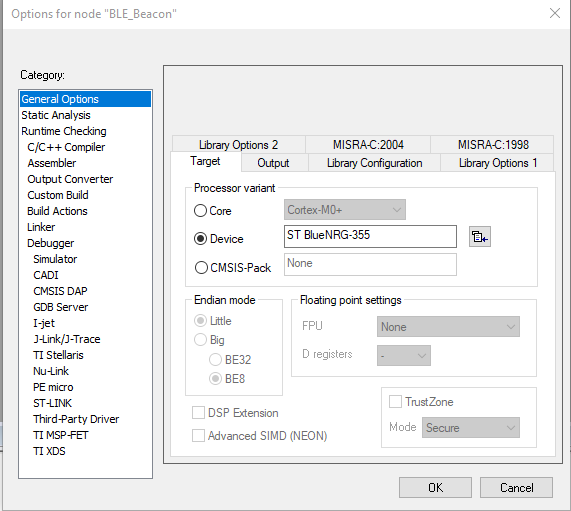 Options for node "BLE_Beacon"
Category:
General Options
Static Analysis
Runtime Checking
C/C++ Compiler
Assembler
Output Converter
Custom Build
Build Actions
Linker
Debugger
Simulator
CADI
CMSIS DAP
GDB Server
I-jet
J-Link/J-Trace
TI Stellaris
Nu-Link
PE micro
ST-LINK
Third-Party Driver
TI MSP-FET
TI XDS
Library Options 2 MISRA-C:2004 MISRA-C:1998
Target Output Library Configuration Library Options 1
Processor variant
Core Cortex-M0+
Device ST BlueNRG-355
CMSIS-Pack None
Endian mode
Little
Big
BE32
BE8
Floating point settings
FPU None
D registers -
DSP Extension
Advanced SIMD (NEON)
TrustZone
Mode Secure
OK Cancel